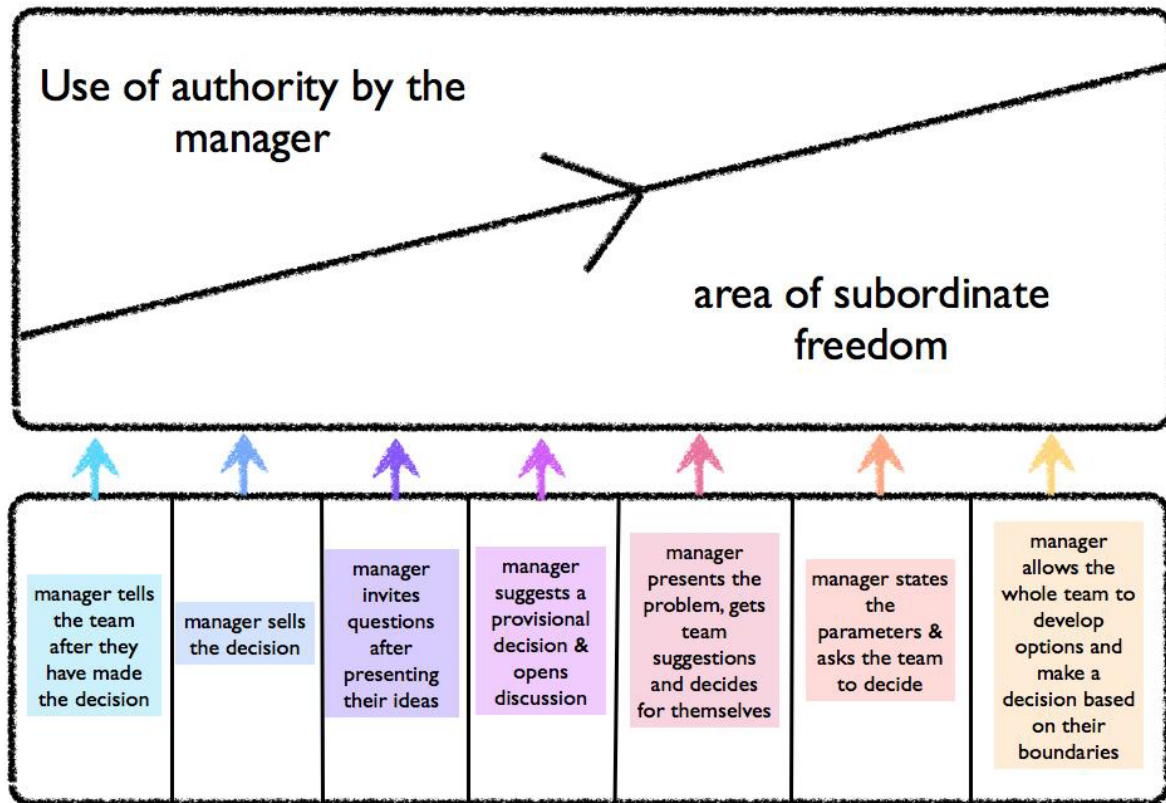 Use of authority by the
manager
area of subordinate
freedom
manager tells
the team
after they
have made
the decision
manager sells
the decision
manager
invites
questions
after
presenting
their ideas
manager
suggests a
provisional
decision &
opens
discussion
manager
presents the
problem, gets
team
suggestions
and decides
for themselves
manager states
the
parameters &
asks the team
to decide
manager
allows the
whole team to
develop
options and
make a
decision based
on their
boundaries